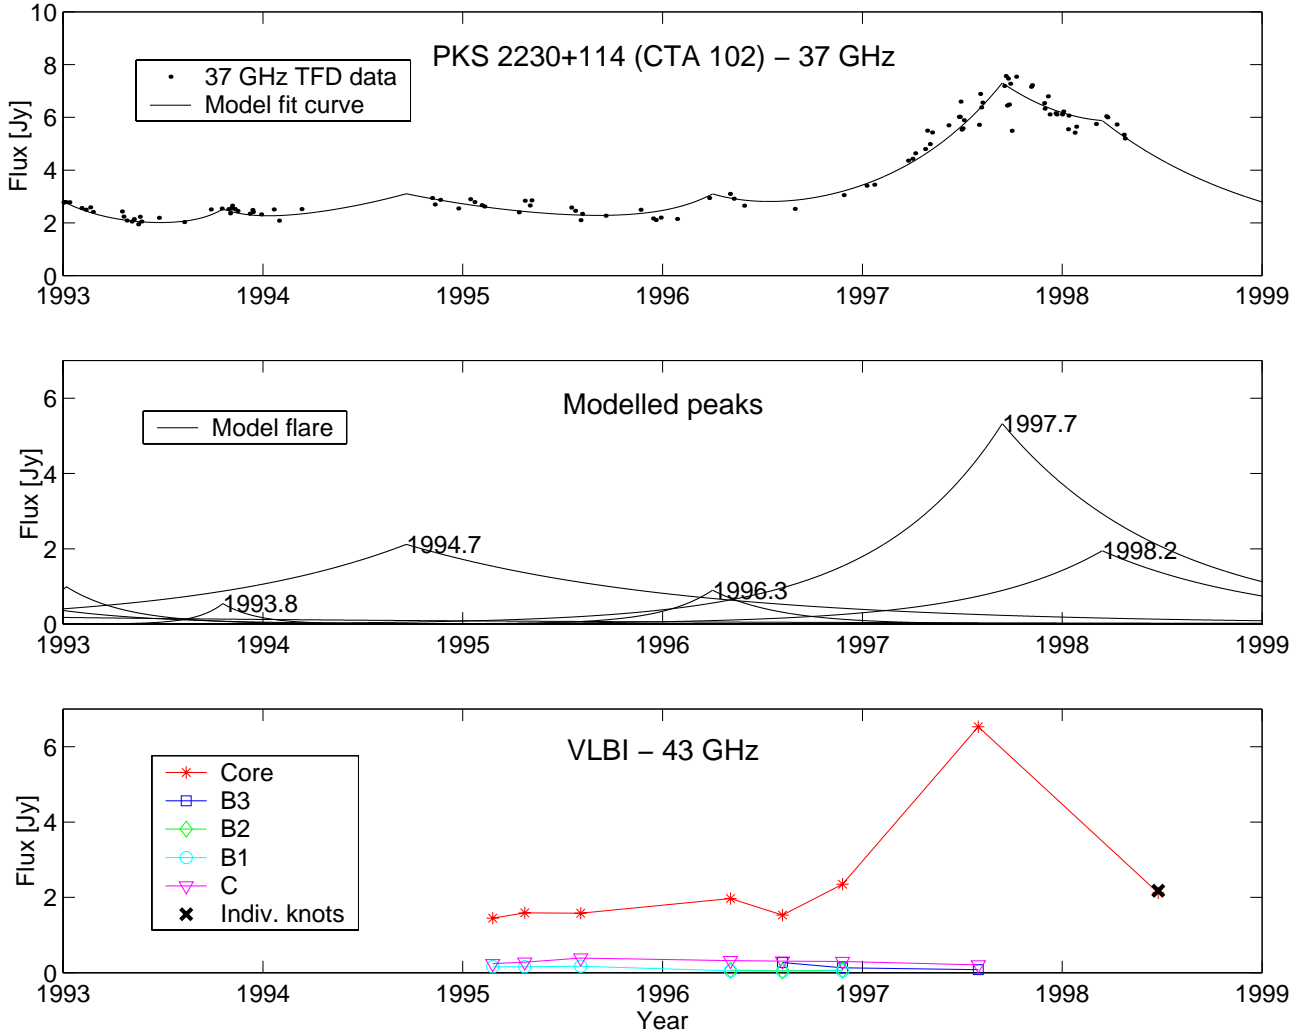 PKS 2230+114 (CTA 102) – 37 GHz
37 GHz TFD data
Model fit curve
Flux [Jy]
10
8
6
4
2
0
1993 1994 1995 1996 1997 1998 1999
Modelled peaks
Model flare
1997.7
1994.7
1998.2
1996.3
1993.8
Flux [Jy]
6
4
2
0
1993 1994 1995 1996 1997 1998 1999
VLBI – 43 GHz
Core
B3
B2
B1
C
Indiv. knots
Flux [Jy]
6
4
2
0
1993 1994 1995 1996 1997 1998 1999
Year